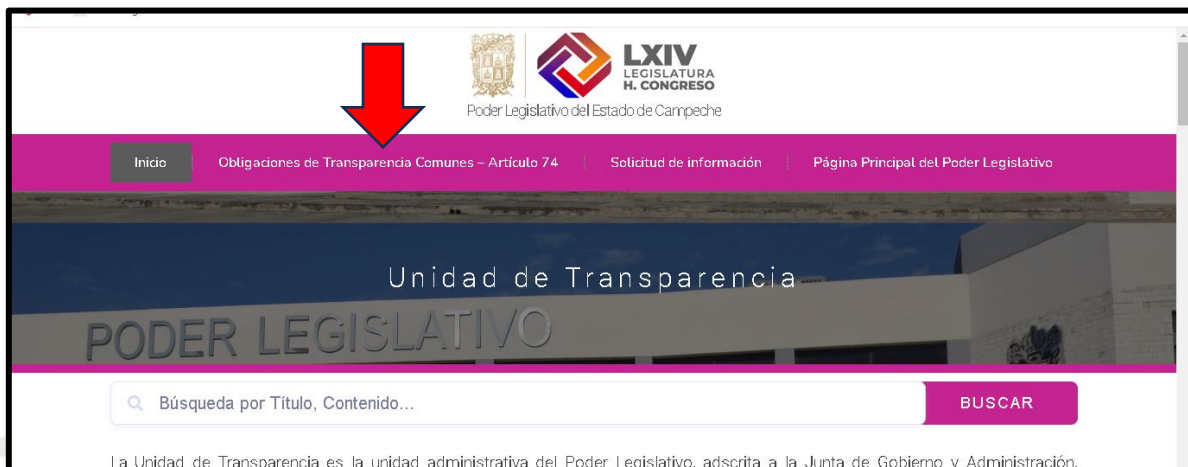 LXIV
LEGISLATURA
H. CONGRESO
Poder Legislativo del Estado de Campeche
Inicio
Obligaciones de Transparencia Comunes – Artículo 74
Solicitud de información
Página Principal del Poder Legislativo
Unidad de Transparencia
PODER LEGISLATIVO
Búsqueda por Título, Contenido...
BUSCAR
La Unidad de Transparencia es la unidad administrativa del Poder Legislativo, adscrita a la Junta de Gobierno y Administración,